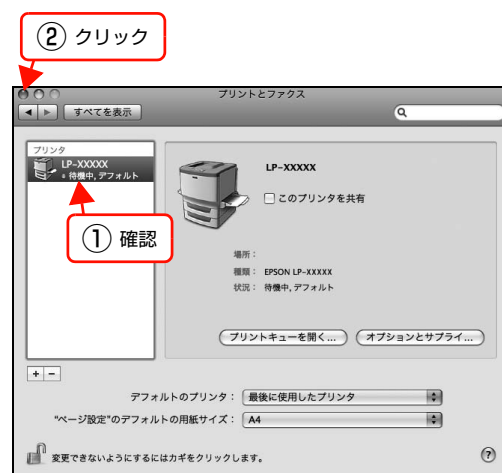 ② クリック
プリントとファクス
すべてを表示
プリンタ
LP-XXXXX
待機中, デフォルト
① 確認
LP-XXXXX
このプリンタを共有
場所：
種類： EPSON LP-XXXXX
状況： 待機中, デフォルト
プリントキューを開く...
オプションとサプライ...
+ −
デフォルトのプリンタ： 最後に使用したプリンタ
"ページ設定"のデフォルトの用紙サイズ： A4
変更できないようにするにはカギをクリックします。
?